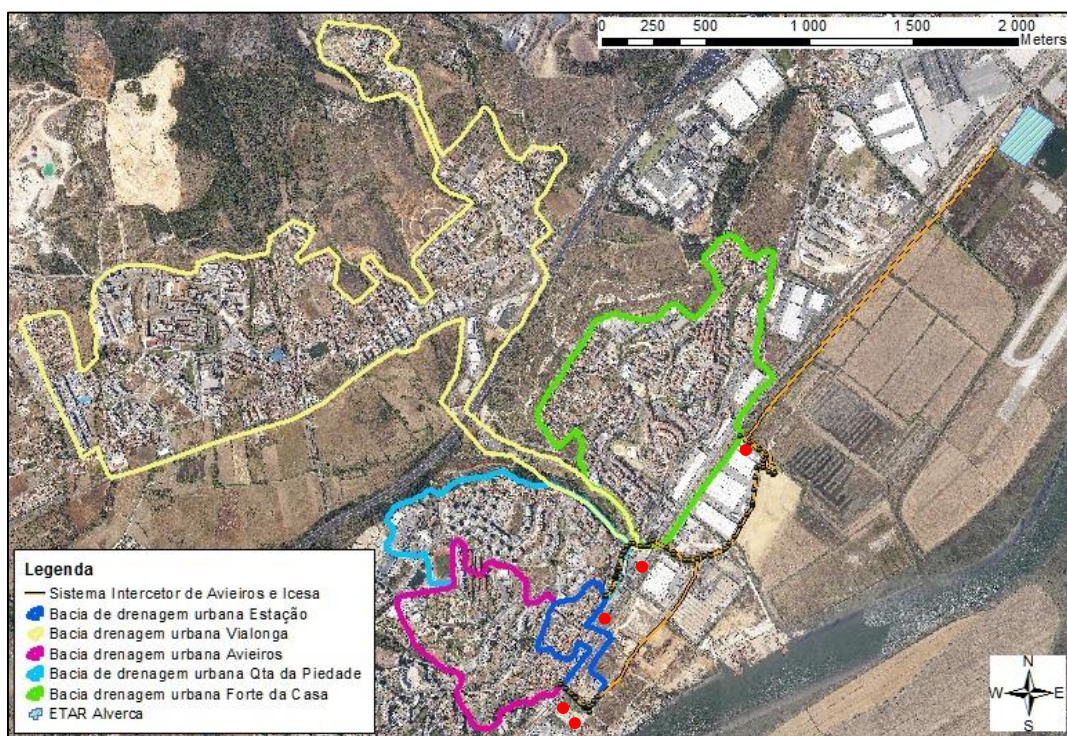 0 250 500 1 000 1 500 2 000
Meters
Legenda
Sistema Intercetor de Avieiros e Icesa
Bacia de drenagem urbana Estação
Bacia drenagem urbana Vialonga
Bacia drenagem urbana Avieiros
Bacia de drenagem urbana Qta da Piedade
Bacia drenagem urbana Forte da Casa
ETAR Alverca
N
W E
S